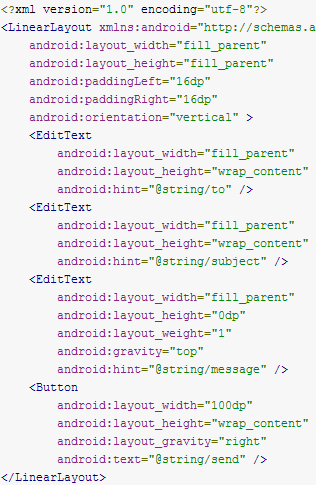 <?xml version="1.0" encoding="utf-8"?>
<LinearLayout xmlns:android="http://schemas.a
    android:layout_width="fill_parent"
    android:layout_height="fill_parent"
    android:paddingLeft="16dp"
    android:paddingRight="16dp"
    android:orientation="vertical" >
    <EditText
        android:layout_width="fill_parent"
        android:layout_height="wrap_content"
        android:hint="@string/to" />
    <EditText
        android:layout_width="fill_parent"
        android:layout_height="wrap_content"
        android:hint="@string/subject" />
    <EditText
        android:layout_width="fill_parent"
        android:layout_height="0dp"
        android:layout_weight="1"
        android:gravity="top"
        android:hint="@string/message" />
    <Button
        android:layout_width="100dp"
        android:layout_height="wrap_content"
        android:layout_gravity="right"
        android:text="@string/send" />
</LinearLayout>